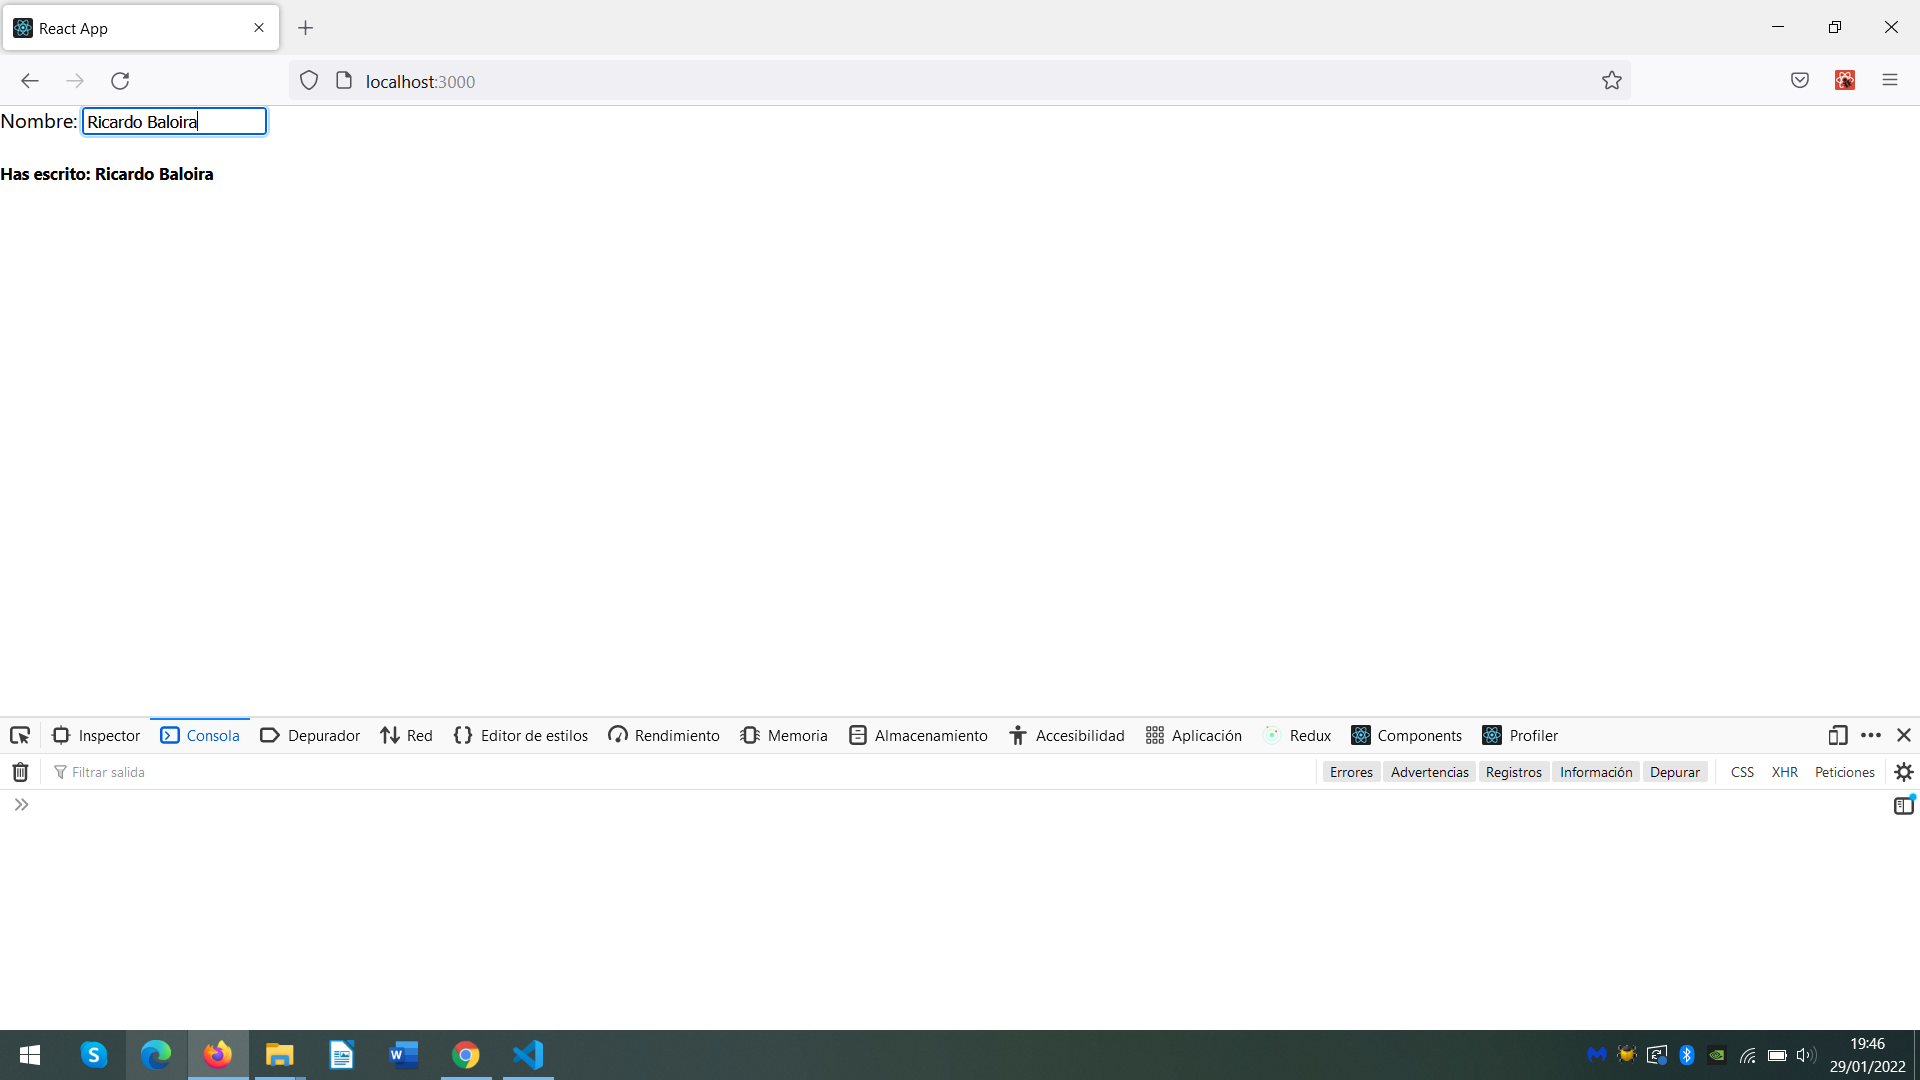 React App
localhost:3000
Nombre: Ricardo Baloira
Has escrito: Ricardo Baloira
Inspector Consola Depurador Red Editor de estilos Rendimiento Memoria Almacenamiento Accesibilidad Aplicación Redux Components Profiler
Filtrar salida Errores Advertencias Registros Información Depurar CSS XHR Peticiones
19:46
29/01/2022